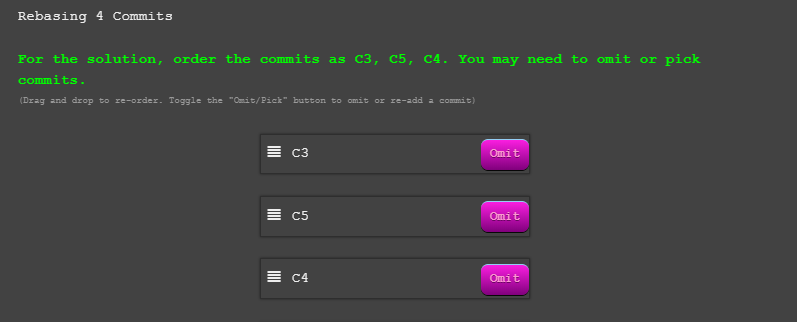 Rebasing 4 Commits
For the solution, order the commits as C3, C5, C4. You may need to omit or pick
commits.
(Drag and drop to re-order. Toggle the "Omit/Pick" button to omit or re-add a commit)
C3 Omit
C5 Omit
C4 Omit